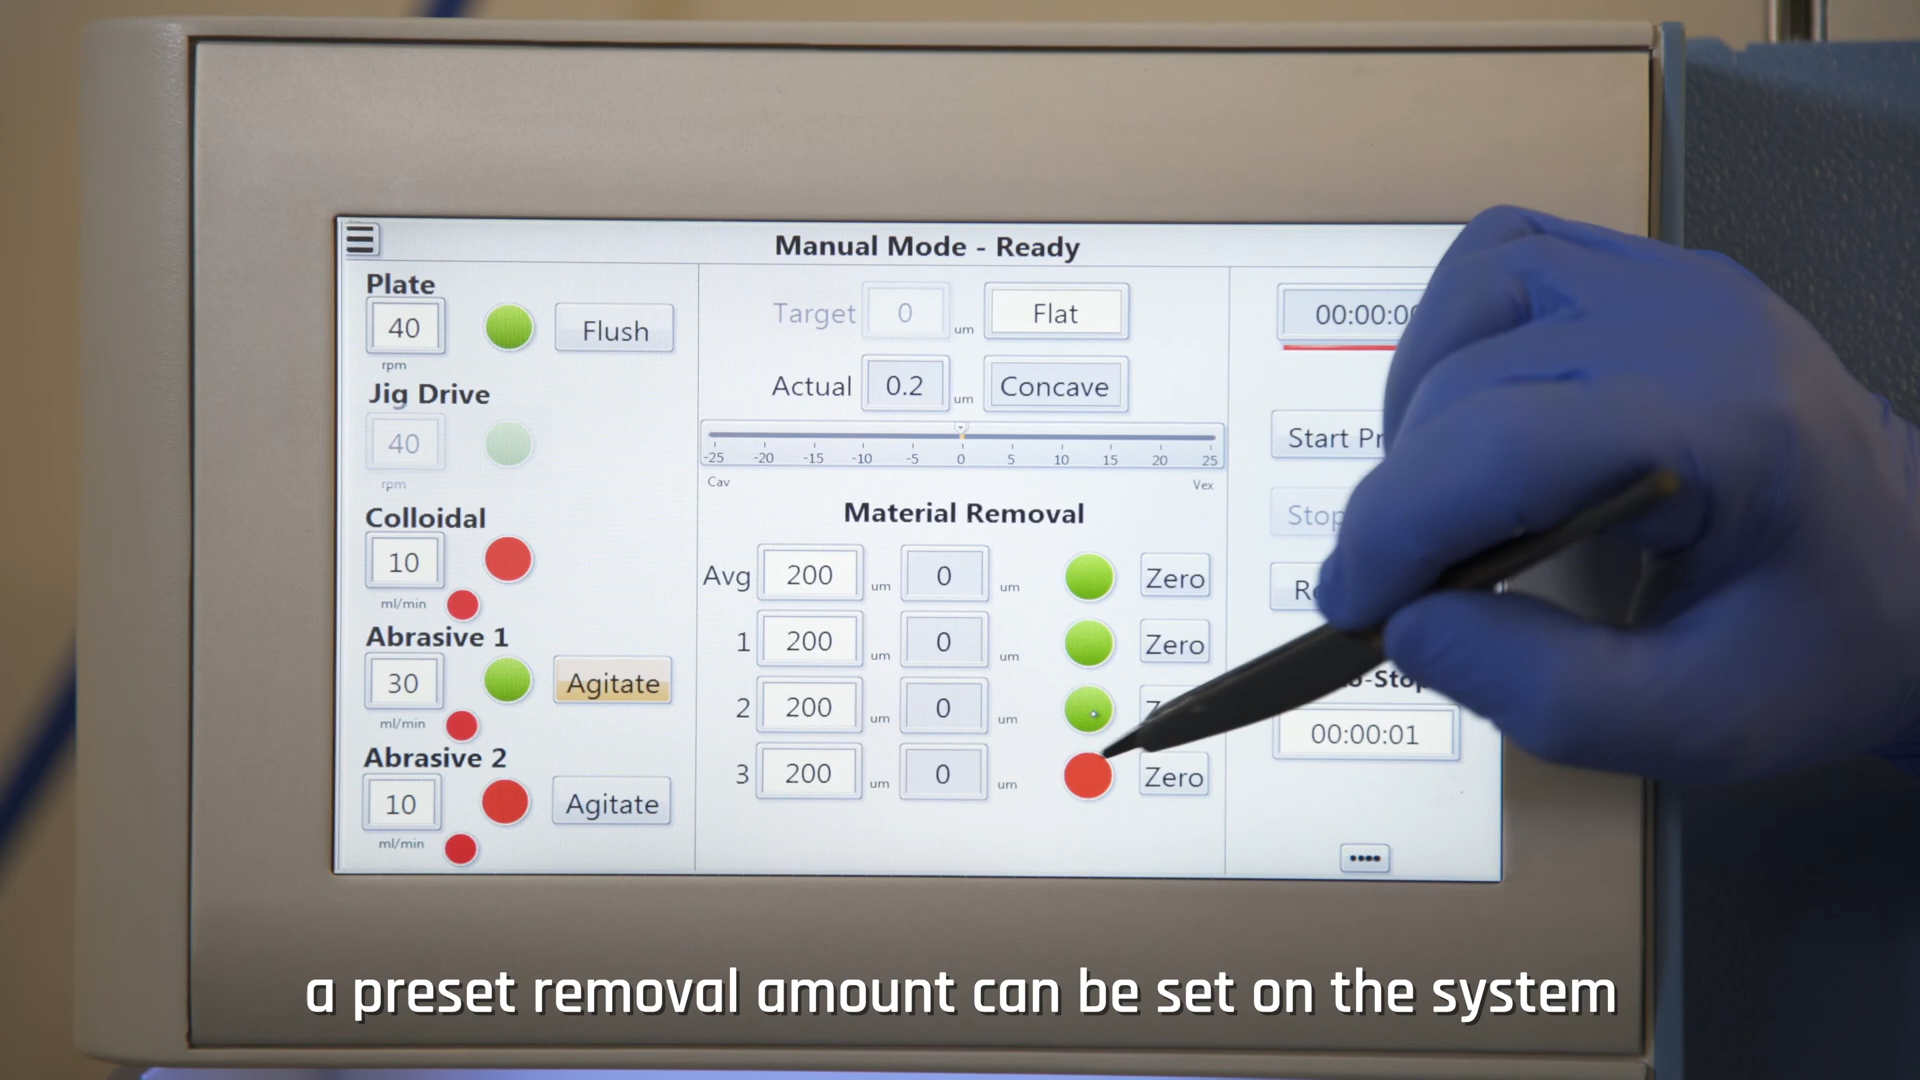 Manual Mode - Ready
Plate
40
rpm
Flush
Jig Drive
40
rpm
Colloidal
10
ml/min
Abrasive 1
30
ml/min
Agitate
Abrasive 2
10
ml/min
Agitate
Target 0 um Flat
Actual 0.2 um Concave
-25 -20 -15 -10 -5 0 5 10 15 20 25
Cav Vex
Material Removal
Avg 200 um 0 um Zero
1 200 um 0 um Zero
2 200 um 0 um
3 200 um 0 um Zero
Start
Stop
00:00:01
a preset removal amount can be set on the system